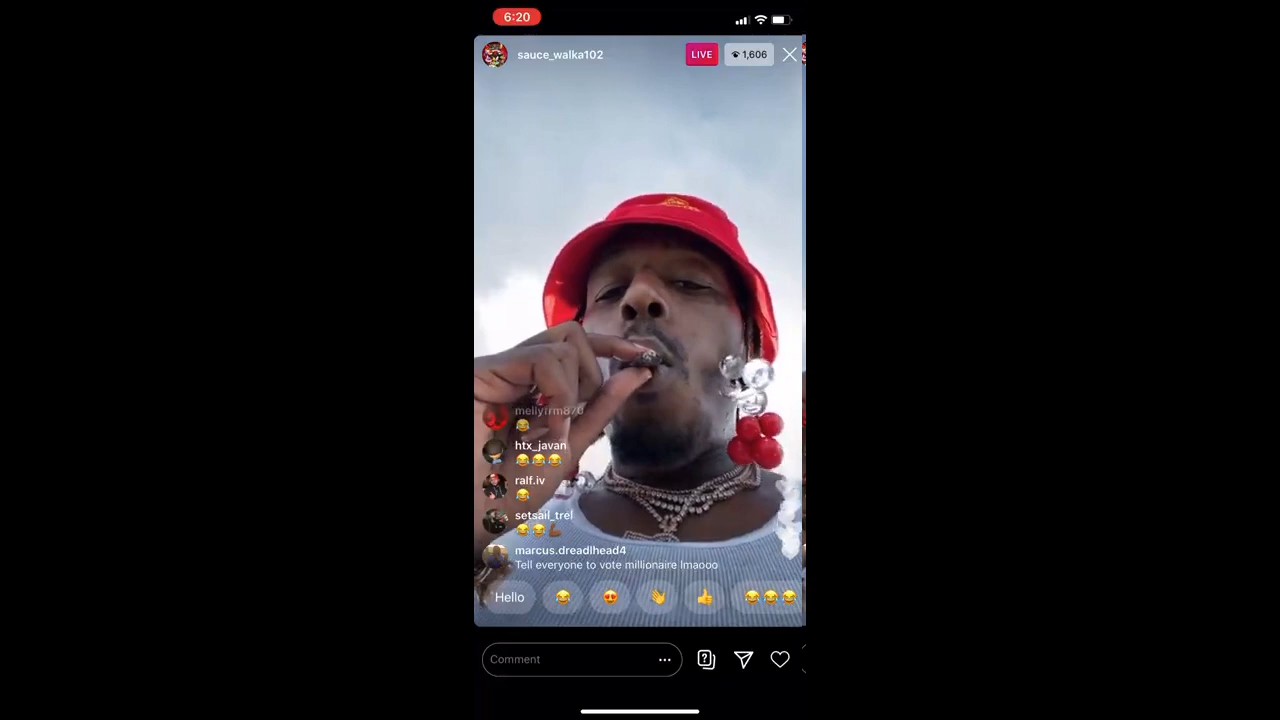 6:20
sauce_walka102
LIVE
1,606
mellyfrm870
htx_javan
ralf.iv
setsail_trel
marcus.dreadlhead4
Tell everyone to vote millionaire lmaooo
Hello
Comment